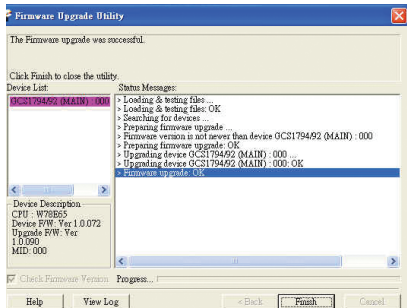 Firmware Upgrade Utility
The Firmware upgrade was successful.
Click Finish to close the utility.
Device List:
Status Messages:
GCS1794/92 (MAIN) : 000
> Loading & testing files ...
> Loading & testing files: OK
> Searching for devices ...
> Preparing firmware upgrade ...
> Firmware version is not newer than device GCS1794/92 (MAIN) : 000
> Preparing firmware upgrade: OK
> Upgrading device GCS1794/92 (MAIN) : 000 ...
> Upgrading device GCS1794/92 (MAIN) : 000: OK
> Firmware upgrade: OK
Device Description
CPU : W78E65
Device F/W: Ver 1.0.072
Upgrade F/W: Ver
1.0.090
MID: 000
Check Firmware Version
Progress...
Help
View Log
< Back
Finish
Cancel